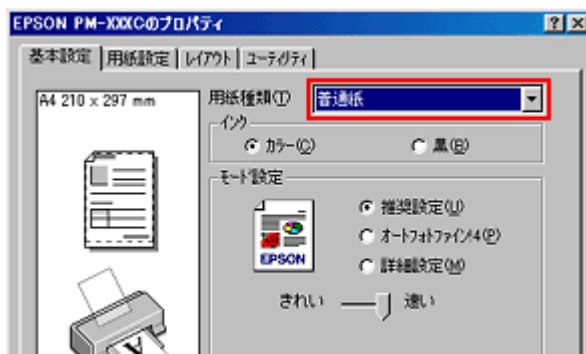 EPSON PM-XXXCのプロパティ
基本設定 用紙設定 レイアウト ユーティリティ
A4 210 x 297 mm
用紙種類(T) 普通紙
インク
カラー(C) 黒(B)
モード設定
推奨設定(U)
オートフォトファイン!4(P)
詳細設定(M)
EPSON
きれい 速い
A